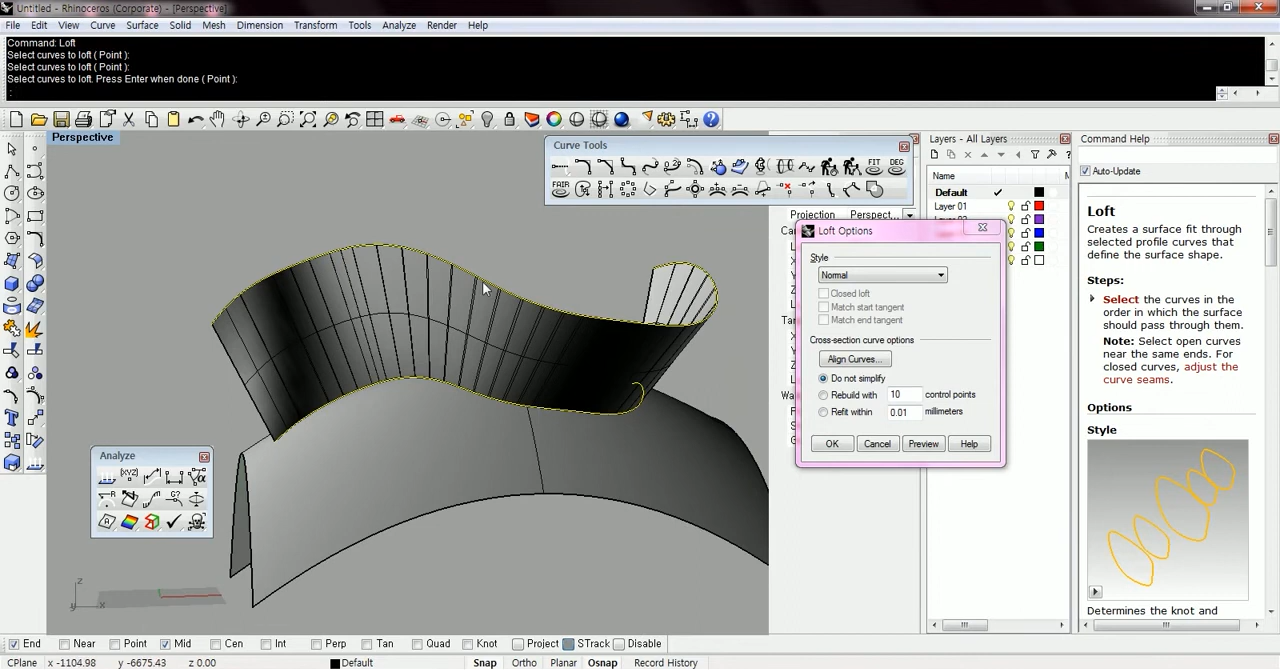 Untitled - Rhinoceros (Corporate) - [Perspective]
File Edit View Curve Surface Solid Mesh Dimension Transform Tools Analyze Render Help
Command: Loft
Select curves to loft ( Point ):
Select curves to loft ( Point ):
Select curves to loft. Press Enter when done ( Point ):
:
Perspective
Curve Tools
FIT DEG
FAIR
Layers - All Layers
Name
Default
Layer 01
Command Help
Auto-Update
Projection Perspect...
Loft Options
Style
Normal
Closed loft
Match start tangent
Match end tangent
Cross-section curve options
Align Curves...
Do not simplify
Rebuild with 10 control points
Refit within 0.01 millimeters
OK Cancel Preview Help
Loft
Creates a surface fit through
selected profile curves that
define the surface shape.
Steps:
Select the curves in
the order in which the
surface should pass
through them.
Note: Select open curves
near the same ends. For
closed curves, adjust the
curve seams.
Options
Style
Determines the knot and
Analyze
XYZ
G?
z
y x
End Near Point Mid Cen Int Perp Tan Quad Knot Project STrack Disable
CPlane x -1104.98 y -6675.43 z 0.00 Default Snap Ortho Planar Osnap Record History